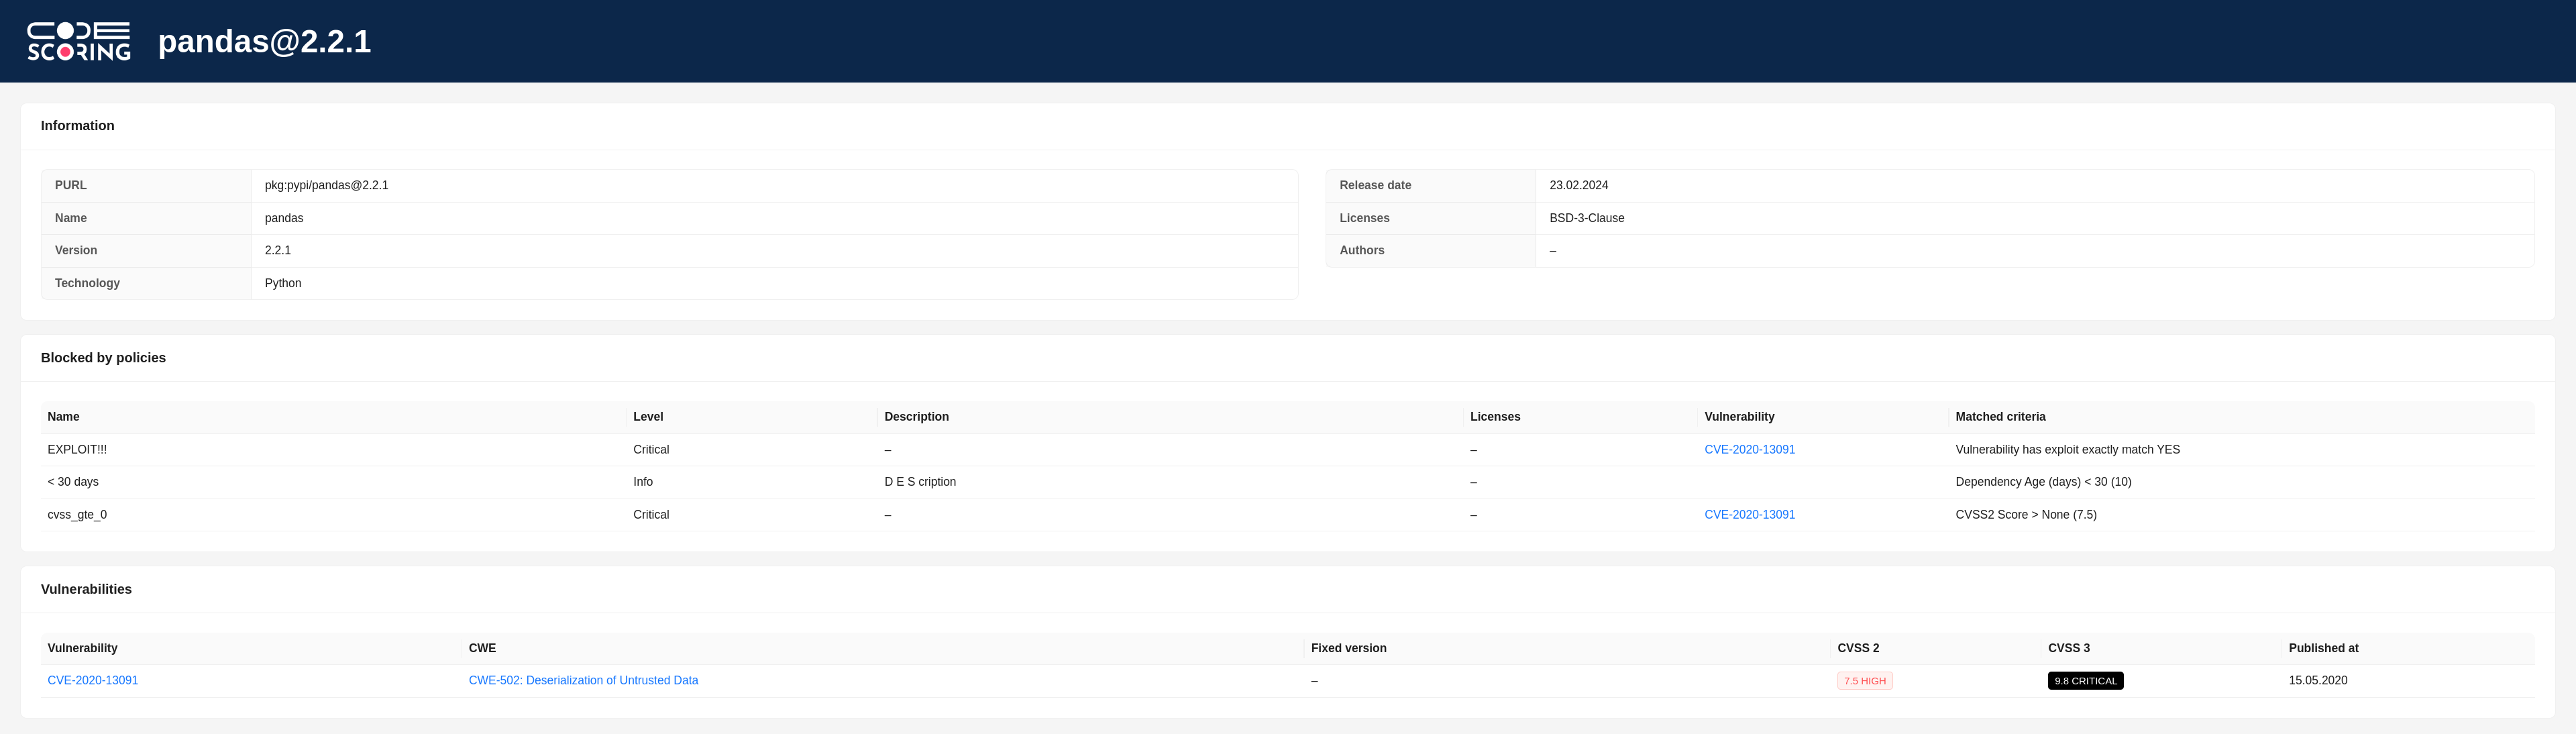 CODE SCORING
pandas@2.2.1
Information
PURL pkg:pypi/pandas@2.2.1
Name pandas
Version 2.2.1
Technology Python
Release date 23.02.2024
Licenses BSD-3-Clause
Authors –
Blocked by policies
Name Level Description Licenses Vulnerability Matched criteria
EXPLOIT!!! Critical – – CVE-2020-13091 Vulnerability has exploit exactly match YES
< 30 days Info D E S cription – Dependency Age (days) < 30 (10)
cvss_gte_0 Critical – – CVE-2020-13091 CVSS2 Score > None (7.5)
Vulnerabilities
Vulnerability CWE Fixed version CVSS 2 CVSS 3 Published at
CVE-2020-13091 CWE-502: Deserialization of Untrusted Data – 7.5 HIGH 9.8 CRITICAL 15.05.2020